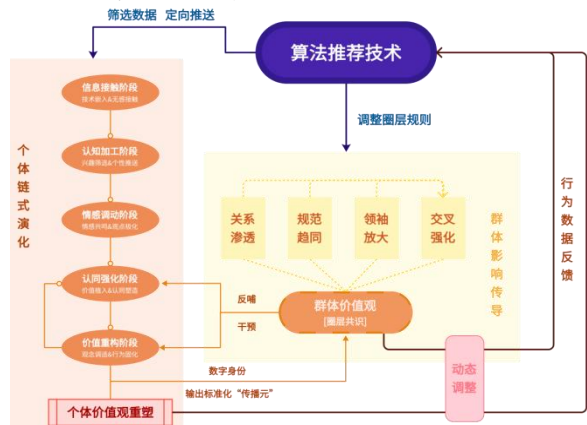 筛选数据 定向推送
算法推荐技术
调整圈层规则
个体链式演化
信息接触阶段
技术嵌入&无感接触
认知加工阶段
兴趣筛选&个性推送
情感调动阶段
情感共同&观点极化
认同强化阶段
价值植入&认同塑造
价值重构阶段
观念调适&行为固化
个体价值观重塑
关系渗透
规范趋同
领袖放大
交叉强化
群体影响传导
群体价值观
[圈层共识]
反哺
干预
数字身份
输出标准化“传播元”
动态调整
行为数据反馈